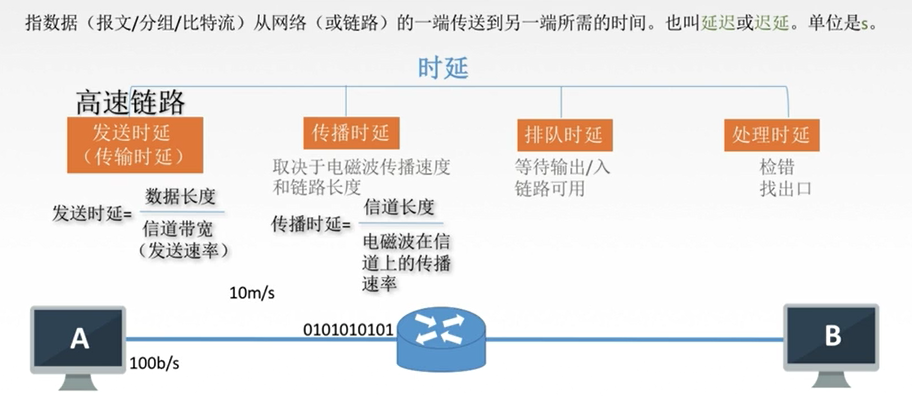 指数据（报文/分组/比特流）从网络（或链路）的一端传送到另一端所需的时间。也叫延迟或迟延。单位是s。
时延
高速链路
发送时延
（传输时延）
发送时延=
数据长度
信道带宽
（发送速率）
传播时延
取决于电磁波传播速度
和链路长度
传播时延=
信道长度
电磁波在信
道上的传播
速率
排队时延
等待输出/入
链路可用
处理时延
检错
找出口
10m/s
0101010101
A
100b/s
B